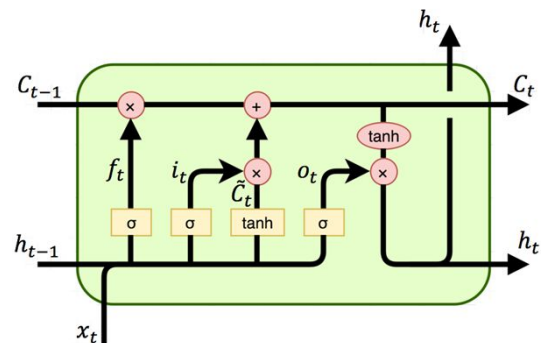 h_t
C_{t-1} × + C_t
tanh
f_t i_t × C̃_t o_t ×
σ σ tanh σ
h_{t-1} h_t
x_t